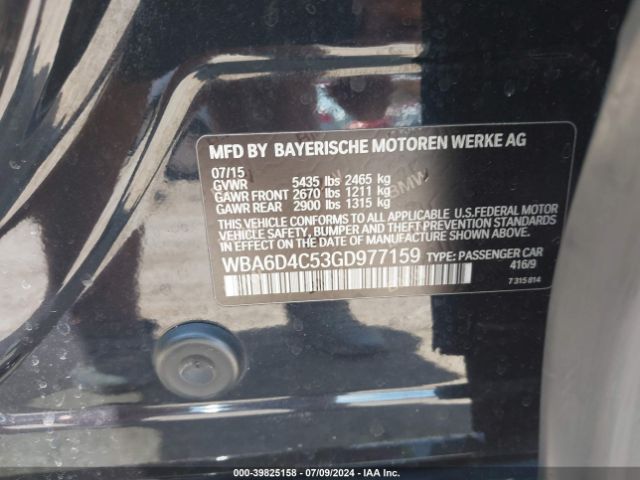 MFD BY BAYERISCHE MOTOREN WERKE AG
07/15
GVWR 5435 lbs 2465 kg
GAWR FRONT 2670 lbs 1211 kg
GAWR REAR 2900 lbs 1315 kg
THIS VEHICLE CONFORMS TO ALL APPLICABLE U.S.FEDERAL MOTOR
VEHICLE SAFETY, BUMPER AND THEFT PREVENTION
STANDARDS IN EFFECT ON THE DATE OF MANUFACTURE SHOWN ABOVE.
WBA6D4C53GD977159 TYPE: PASSENGER CAR
416/9
7315814
BMW
000-39825158 - 07/09/2024 - IAA Inc.